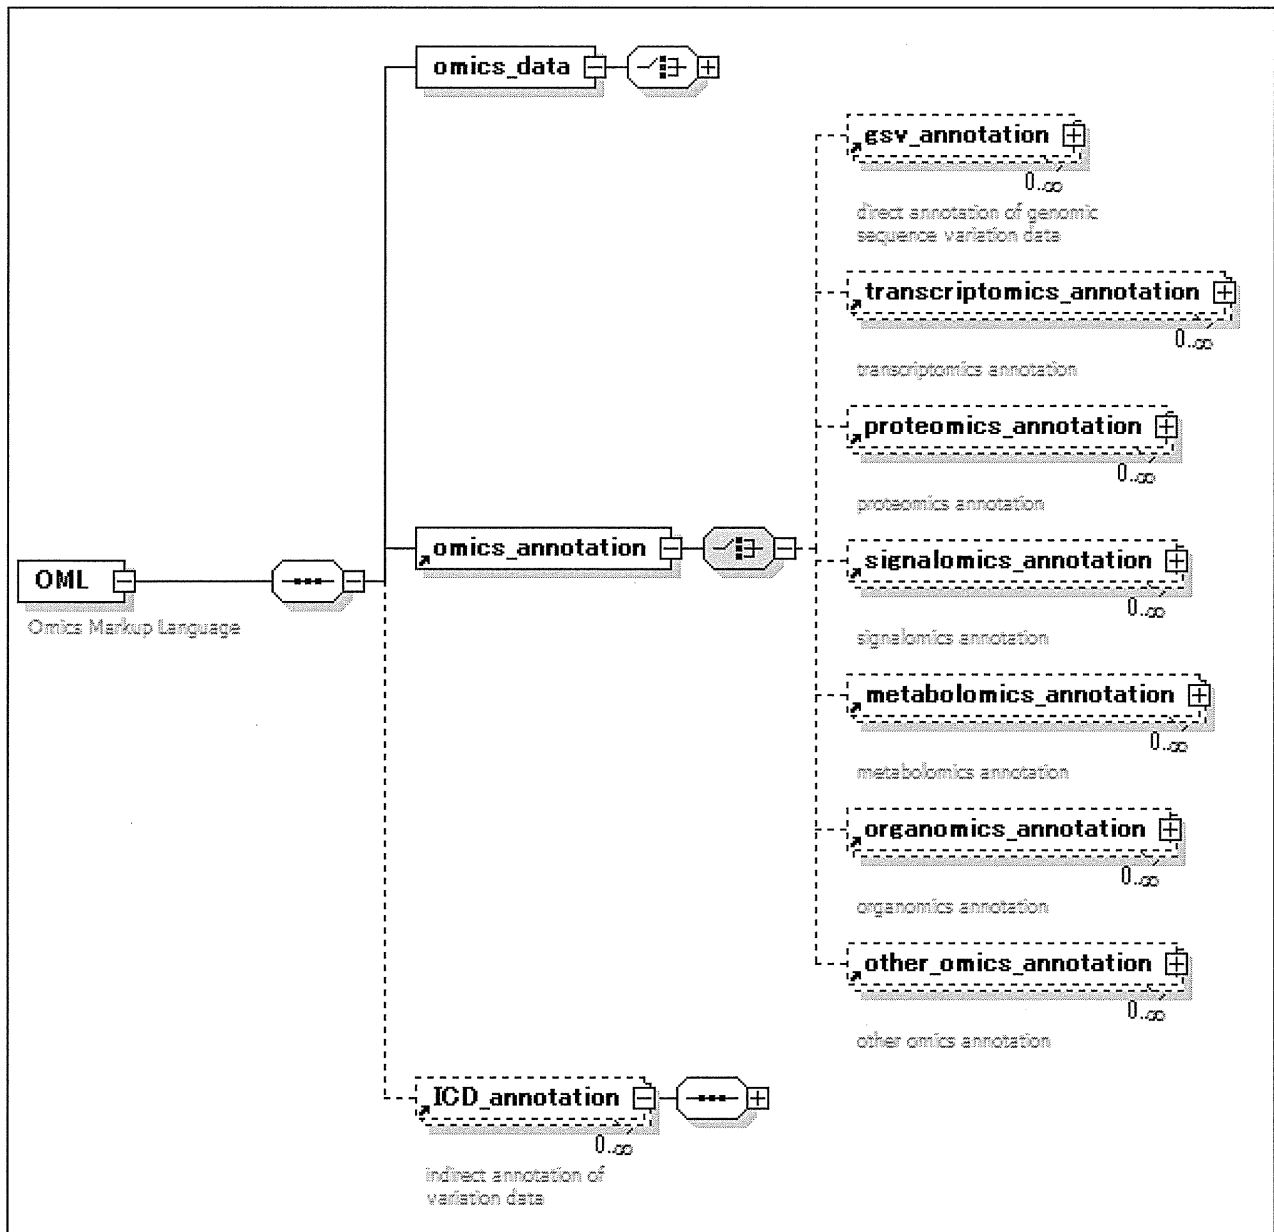 omics_data
gsv_annotation
0..∞
direct annotation of genomic
sequence variation data
transcriptomics_annotation
0..∞
transcriptomics annotation
proteomics_annotation
0..∞
proteomics annotation
omics_annotation
signalomics_annotation
0..∞
signalomics annotation
OML
Omics Markup Language
metabolomics_annotation
0..∞
metabolomics annotation
organomics_annotation
0..∞
organomics annotation
other_omics_annotation
0..∞
other omics annotation
ICD_annotation
0..∞
indirect annotation of
variation data